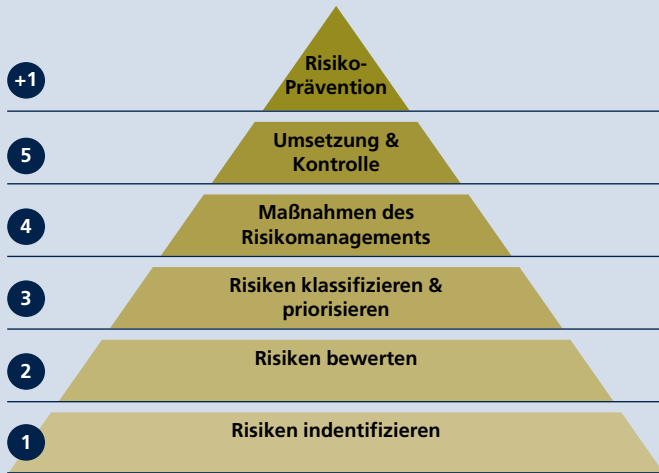 +1
Risiko-
Prävention
5
Umsetzung &
Kontrolle
4
Maßnahmen des
Risikomanagements
3
Risiken klassifizieren &
priorisieren
2
Risiken bewerten
1
Risiken indentifizieren